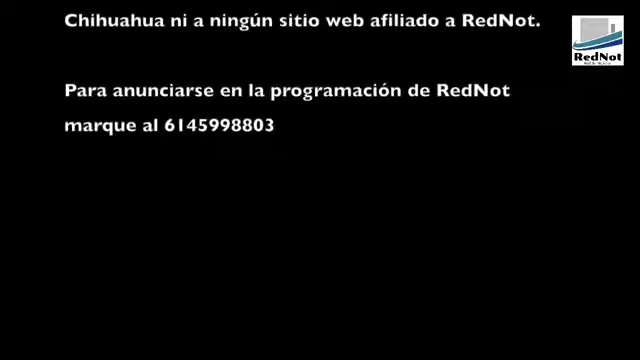 Chihuahua ni a ningún sitio web afiliado a RedNot.
Para anunciarse en la programación de RedNot
marque al 6145998803
RedNot